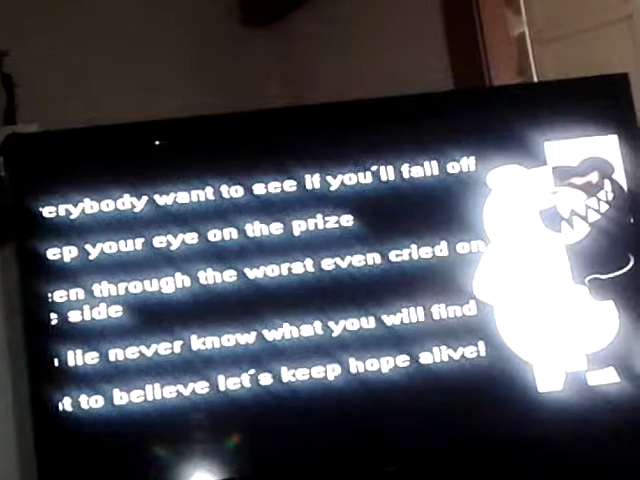 erybody want to see if you'll fall off
ep your eye on the prize
en through the worst even cried on
side
lie never know what you will find
t to believe let's keep hope alive!